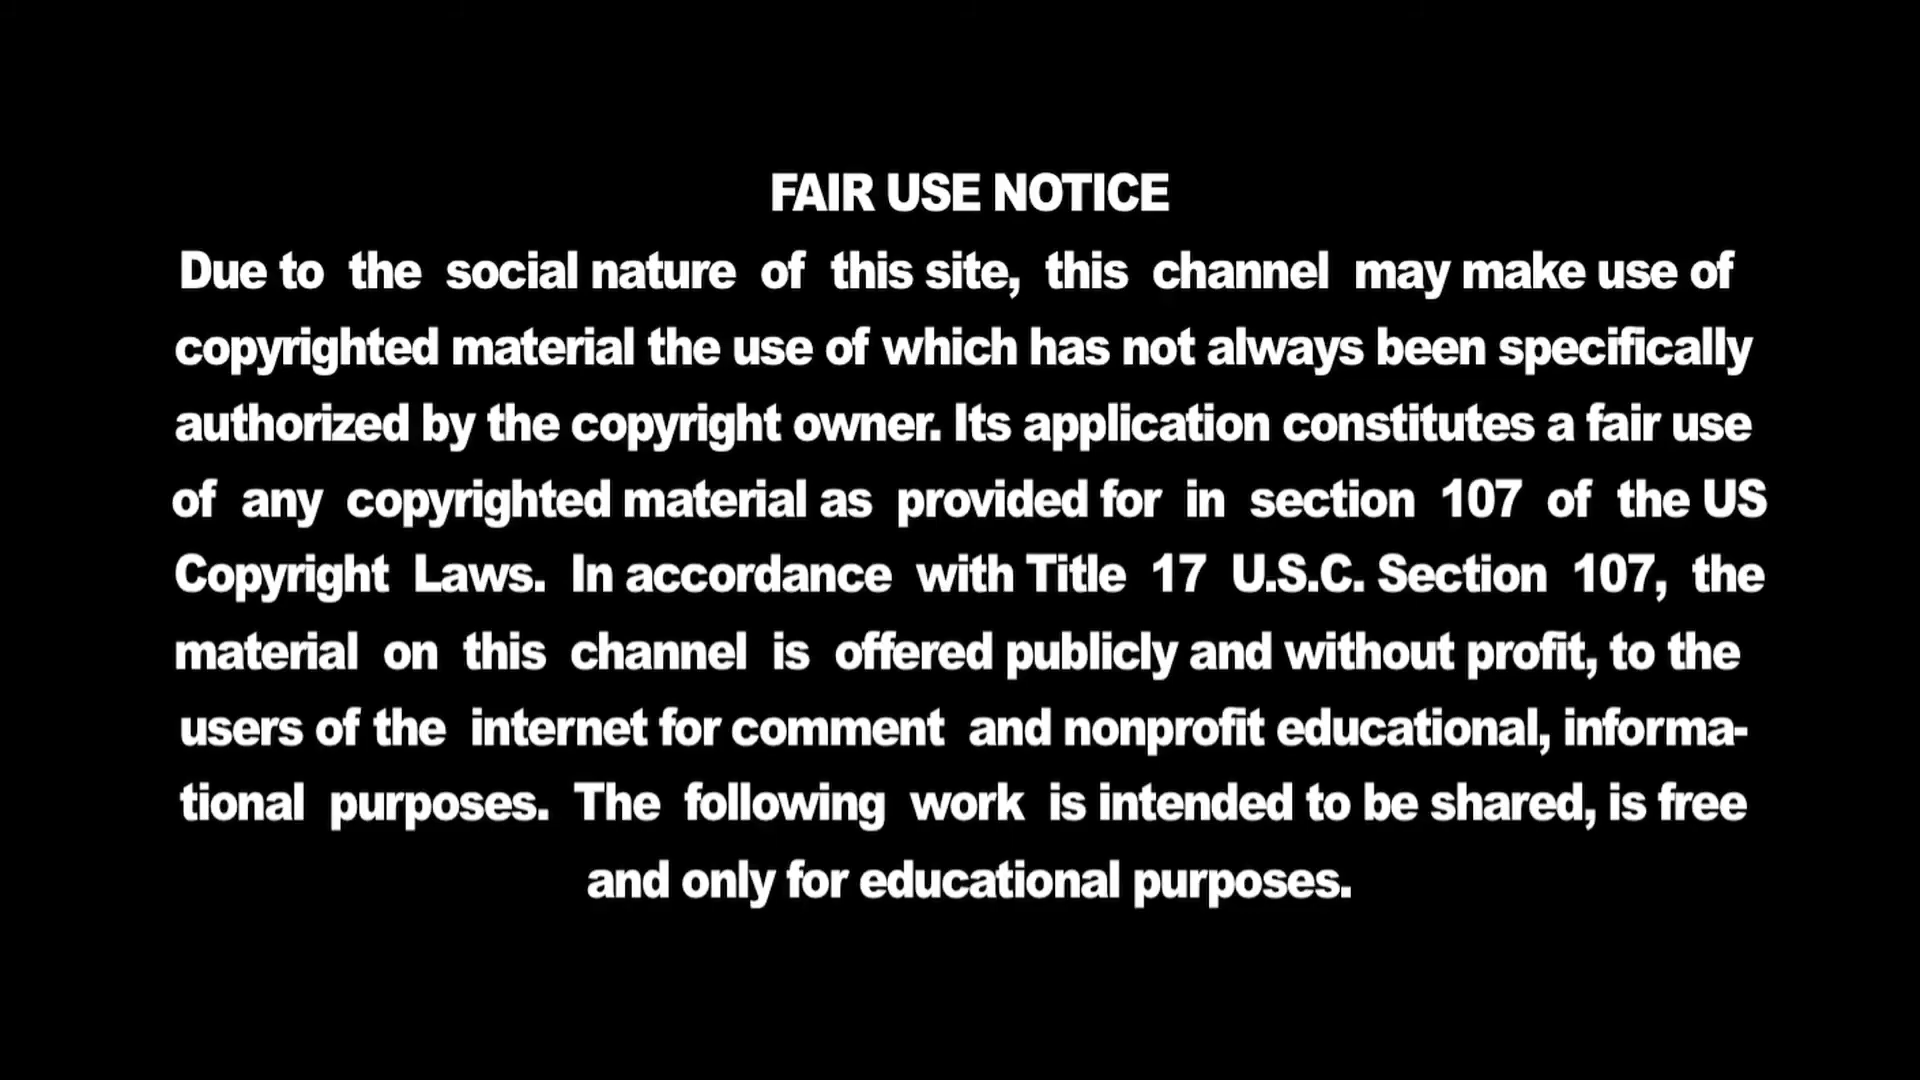 FAIR USE NOTICE
Due to the social nature of this site, this channel may make use of
copyrighted material the use of which has not always been specifically
authorized by the copyright owner. Its application constitutes a fair use
of any copyrighted material as provided for in section 107 of the US
Copyright Laws. In accordance with Title 17 U.S.C. Section 107, the
material on this channel is offered publicly and without profit, to the
users of the internet for comment and nonprofit educational, informa-
tional purposes. The following work is intended to be shared, is free
and only for educational purposes.